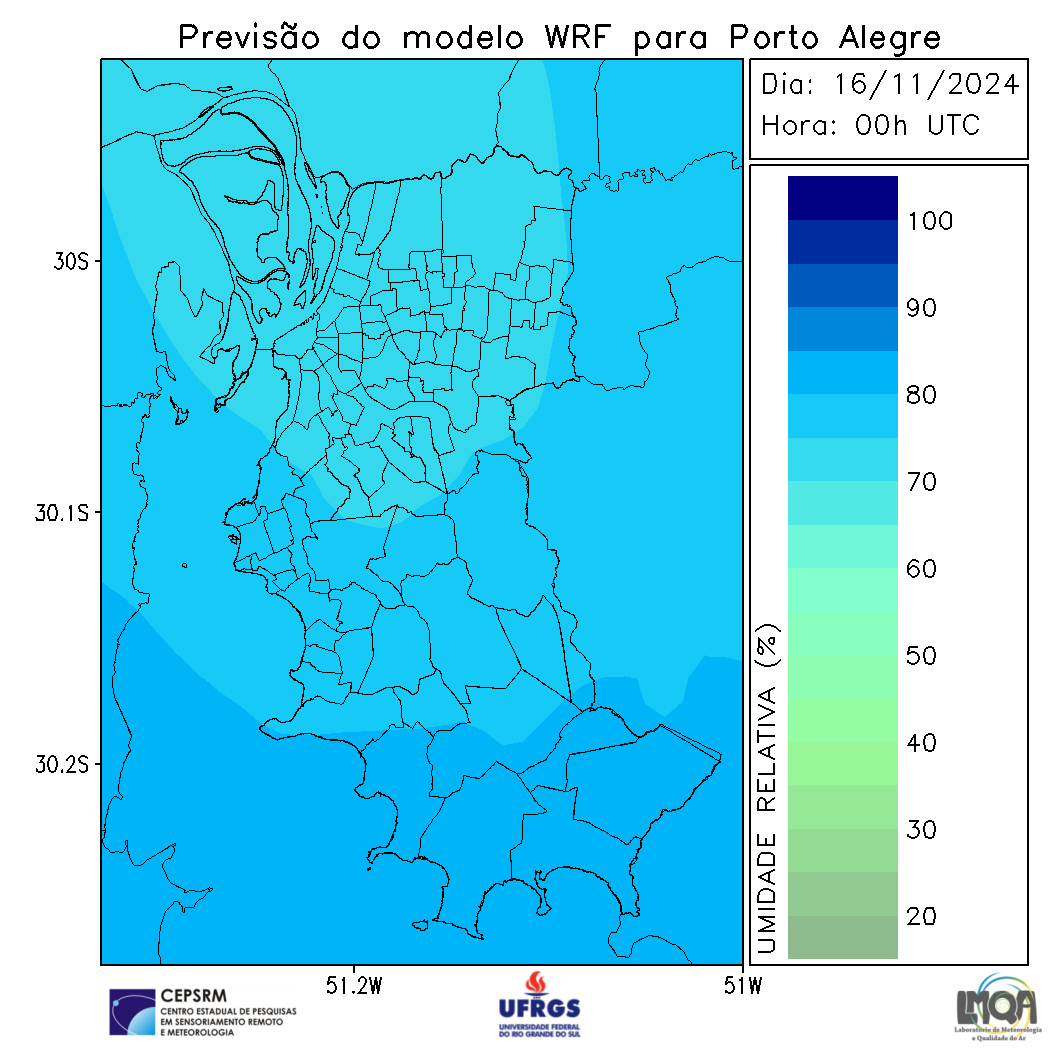 Previsão do modelo WRF para Porto Alegre
Dia: 16/11/2024
Hora: 00h UTC
100
90
80
70
60
50
40
30
20
UMIDADE RELATIVA (%)
30S
30.1S
30.2S
51.2W
51W
CEPSRM
CENTRO ESTADUAL DE PESQUISAS
EM SENSORIAMENTO REMOTO
E METEOROLOGIA
UFRGS
UNIVERSIDADE FEDERAL
DO RIO GRANDE DO SUL
LMQA
Laboratório de Meteorologia
e Qualidade do Ar